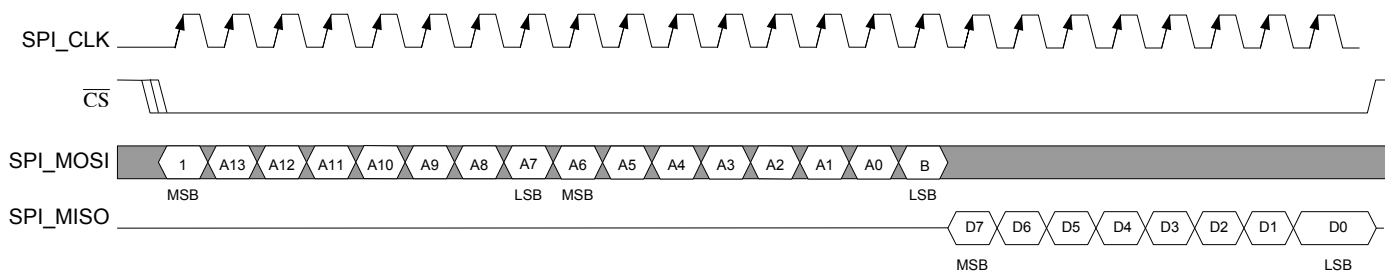 SPI_CLK
CS
SPI_MOSI 1 A13 A12 A11 A10 A9 A8 A7 A6 A5 A4 A3 A2 A1 A0 B
MSB LSB MSB LSB
SPI_MISO D7 D6 D5 D4 D3 D2 D1 D0
MSB LSB